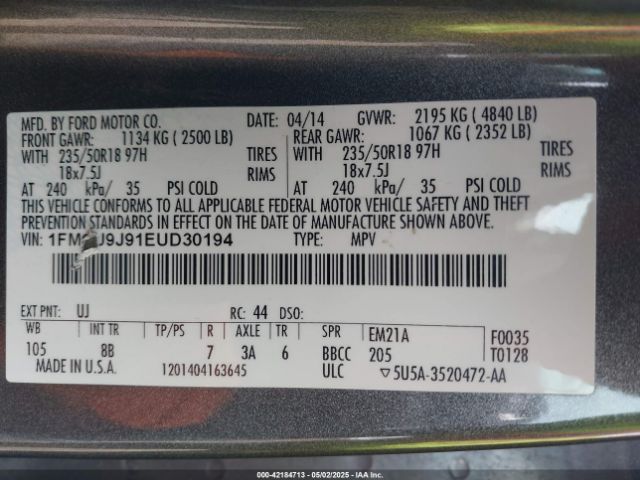 MFD. BY FORD MOTOR CO. DATE: 04/14 GVWR: 2195 KG ( 4840 LB)
FRONT GAWR: 1134 KG ( 2500 LB) REAR GAWR: 1067 KG ( 2352 LB)
WITH 235/50R18 97H TIRES WITH 235/50R18 97H TIRES
18x7.5J RIMS 18x7.5J RIMS
AT 240 kPa/ 35 PSI COLD AT 240 kPa/ 35 PSI COLD
THIS VEHICLE CONFORMS TO ALL APPLICABLE FEDERAL MOTOR VEHICLE SAFETY AND THEFT
PREVENTION STANDARDS IN EFFECT ON THE DATE OF MANUFACTURE SHOWN ABOVE.
VIN: TYPE: MPV
EXT PNT: UJ RC: 44 DSO:
WB INT TR TP/PS R AXLE TR SPR EM21A F0035
105 8B 7 3A 6 BBCC 205 T0128
MADE IN U.S.A. 1201404163645 ULC ▽5U5A-3520472-AA
000-42184713 - 05/02/2025 - IAAI.COM